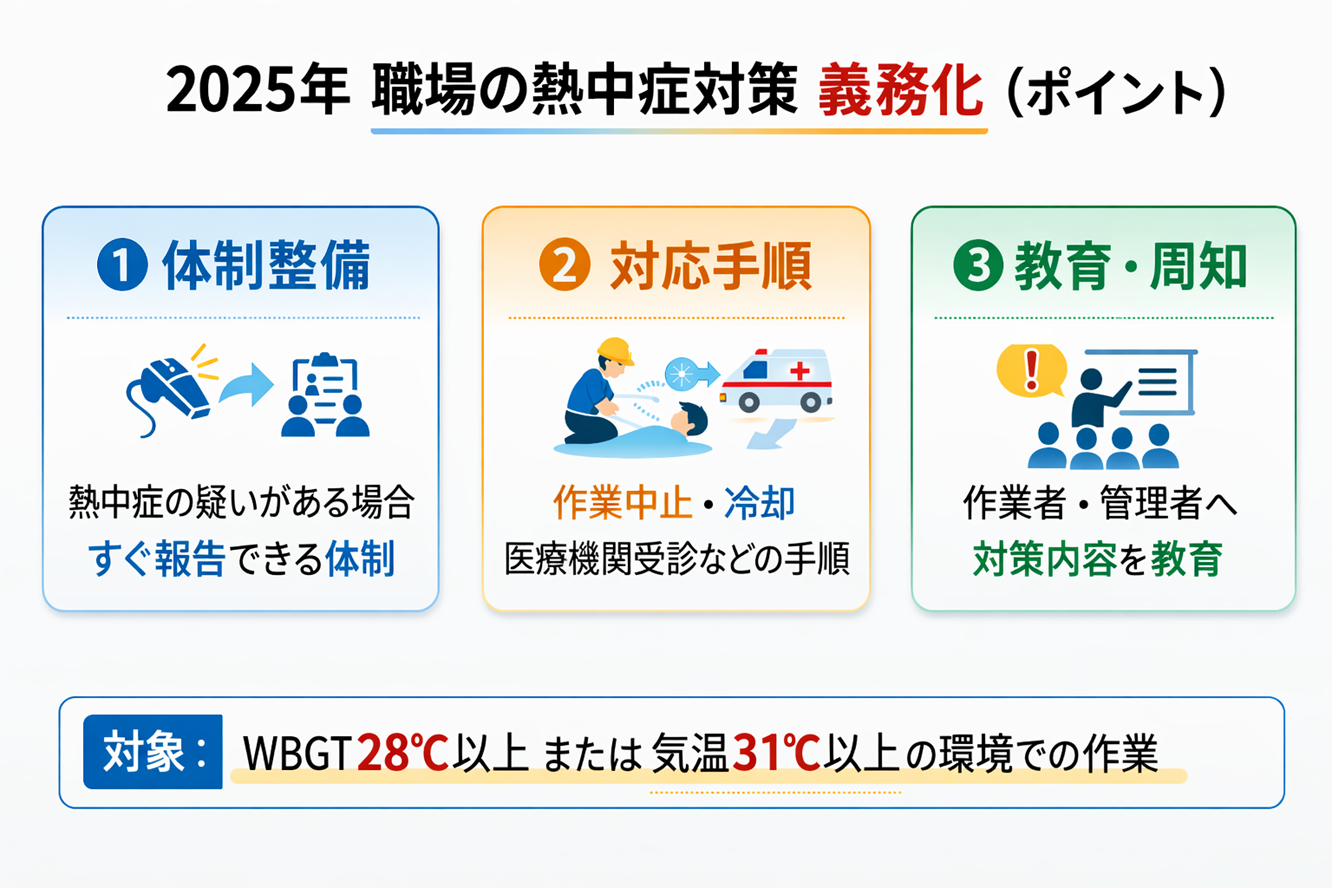 2025年 職場の熱中症対策 義務化 (ポイント)
1 体制整備
熱中症の疑いがある場合
すぐ報告できる体制
2 対応手順
作業中止・冷却
医療機関受診などの手順
3 教育・周知
!
作業者・管理者へ
対策内容を教育
対象： WBGT28℃以上 または 気温31℃以上の環境での作業